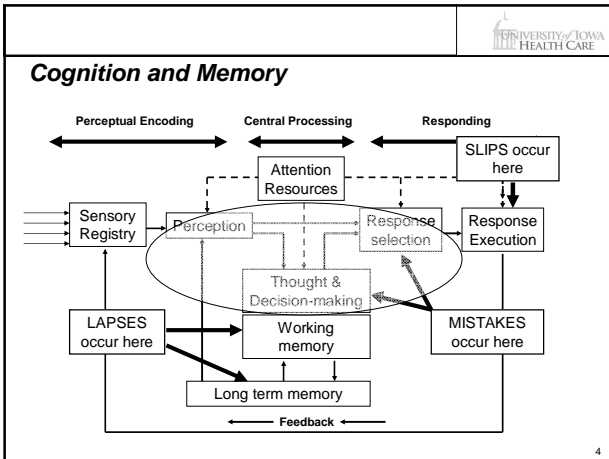 UNIVERSITY of IOWA
HEALTH CARE
Cognition and Memory
Perceptual Encoding
Central Processing
Responding
SLIPS occur
here
Attention
Resources
Sensory
Registry
Perception
Response
selection
Response
Execution
Thought &
Decision-making
LAPSES
occur here
Working
memory
MISTAKES
occur here
Long term memory
Feedback
4